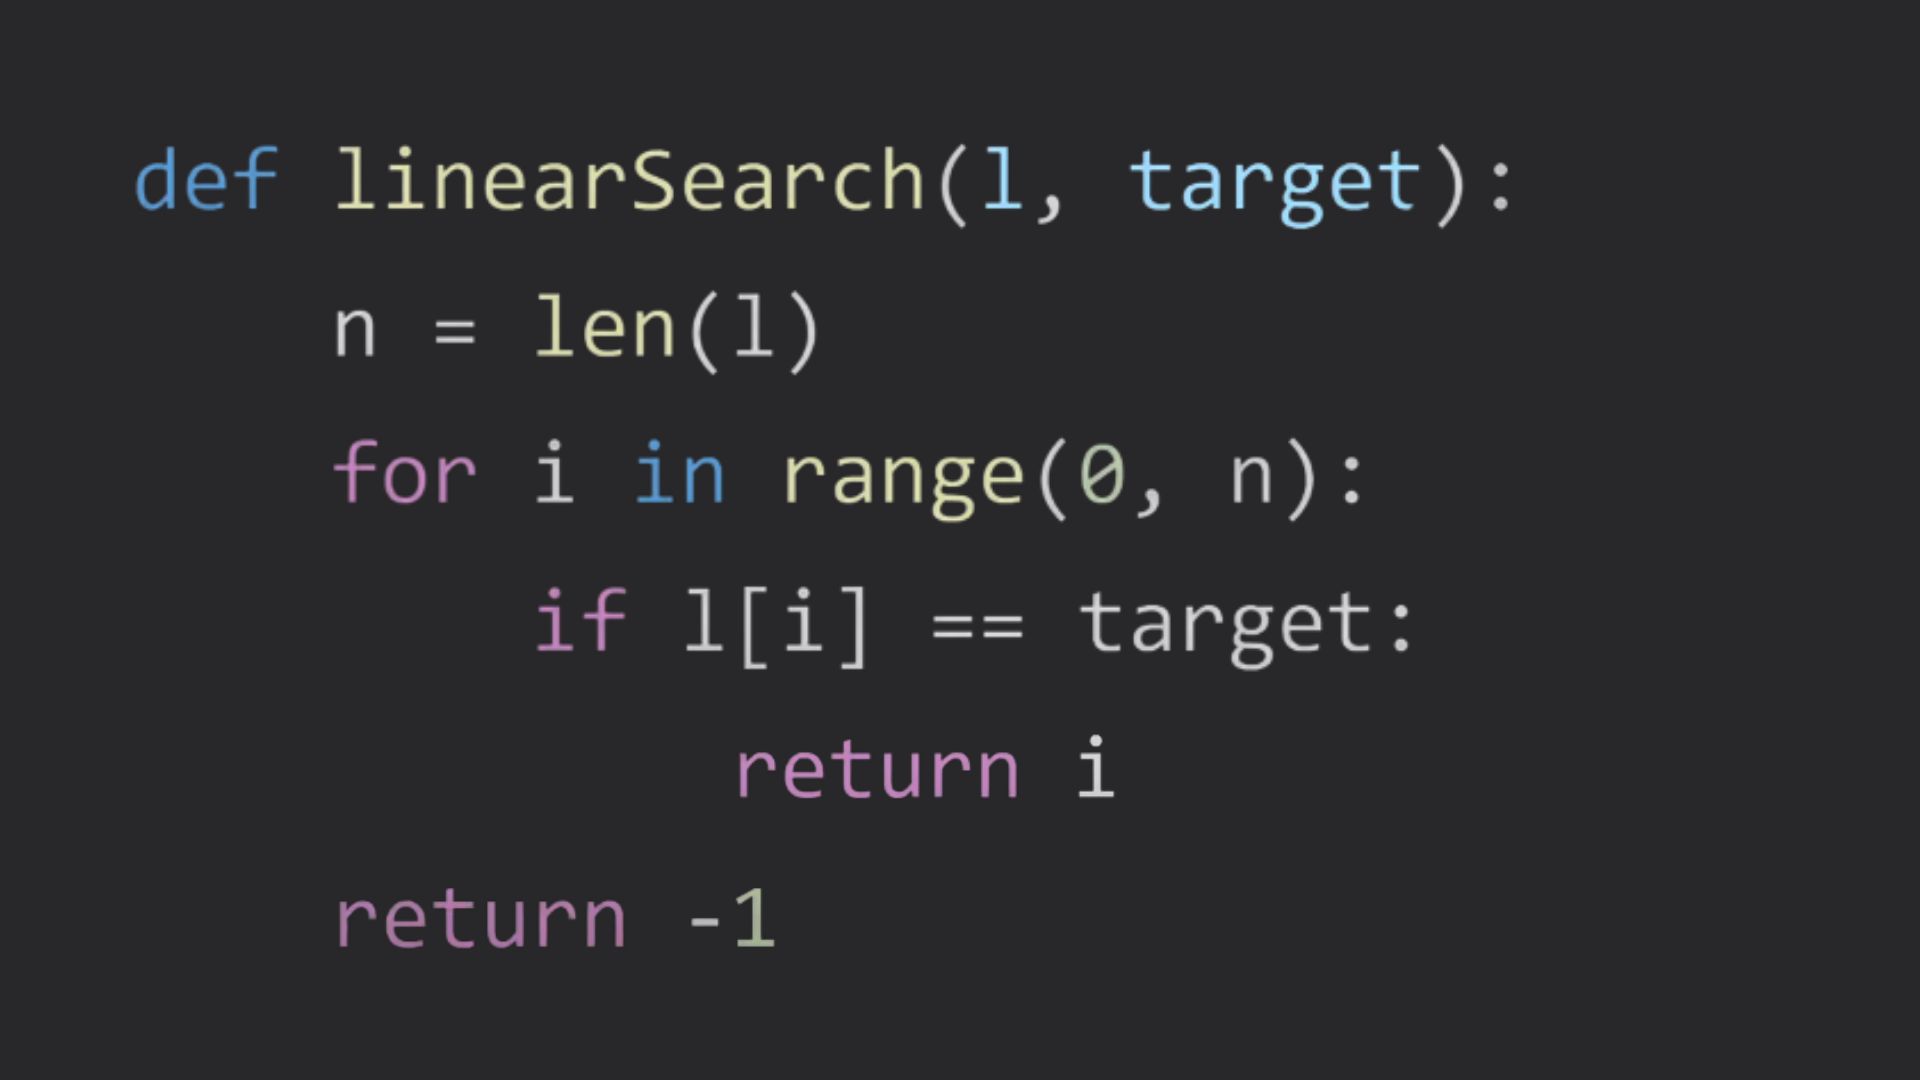 def linearSearch(l, target):
    n = len(l)
    for i in range(0, n):
        if l[i] == target:
            return i
    return -1